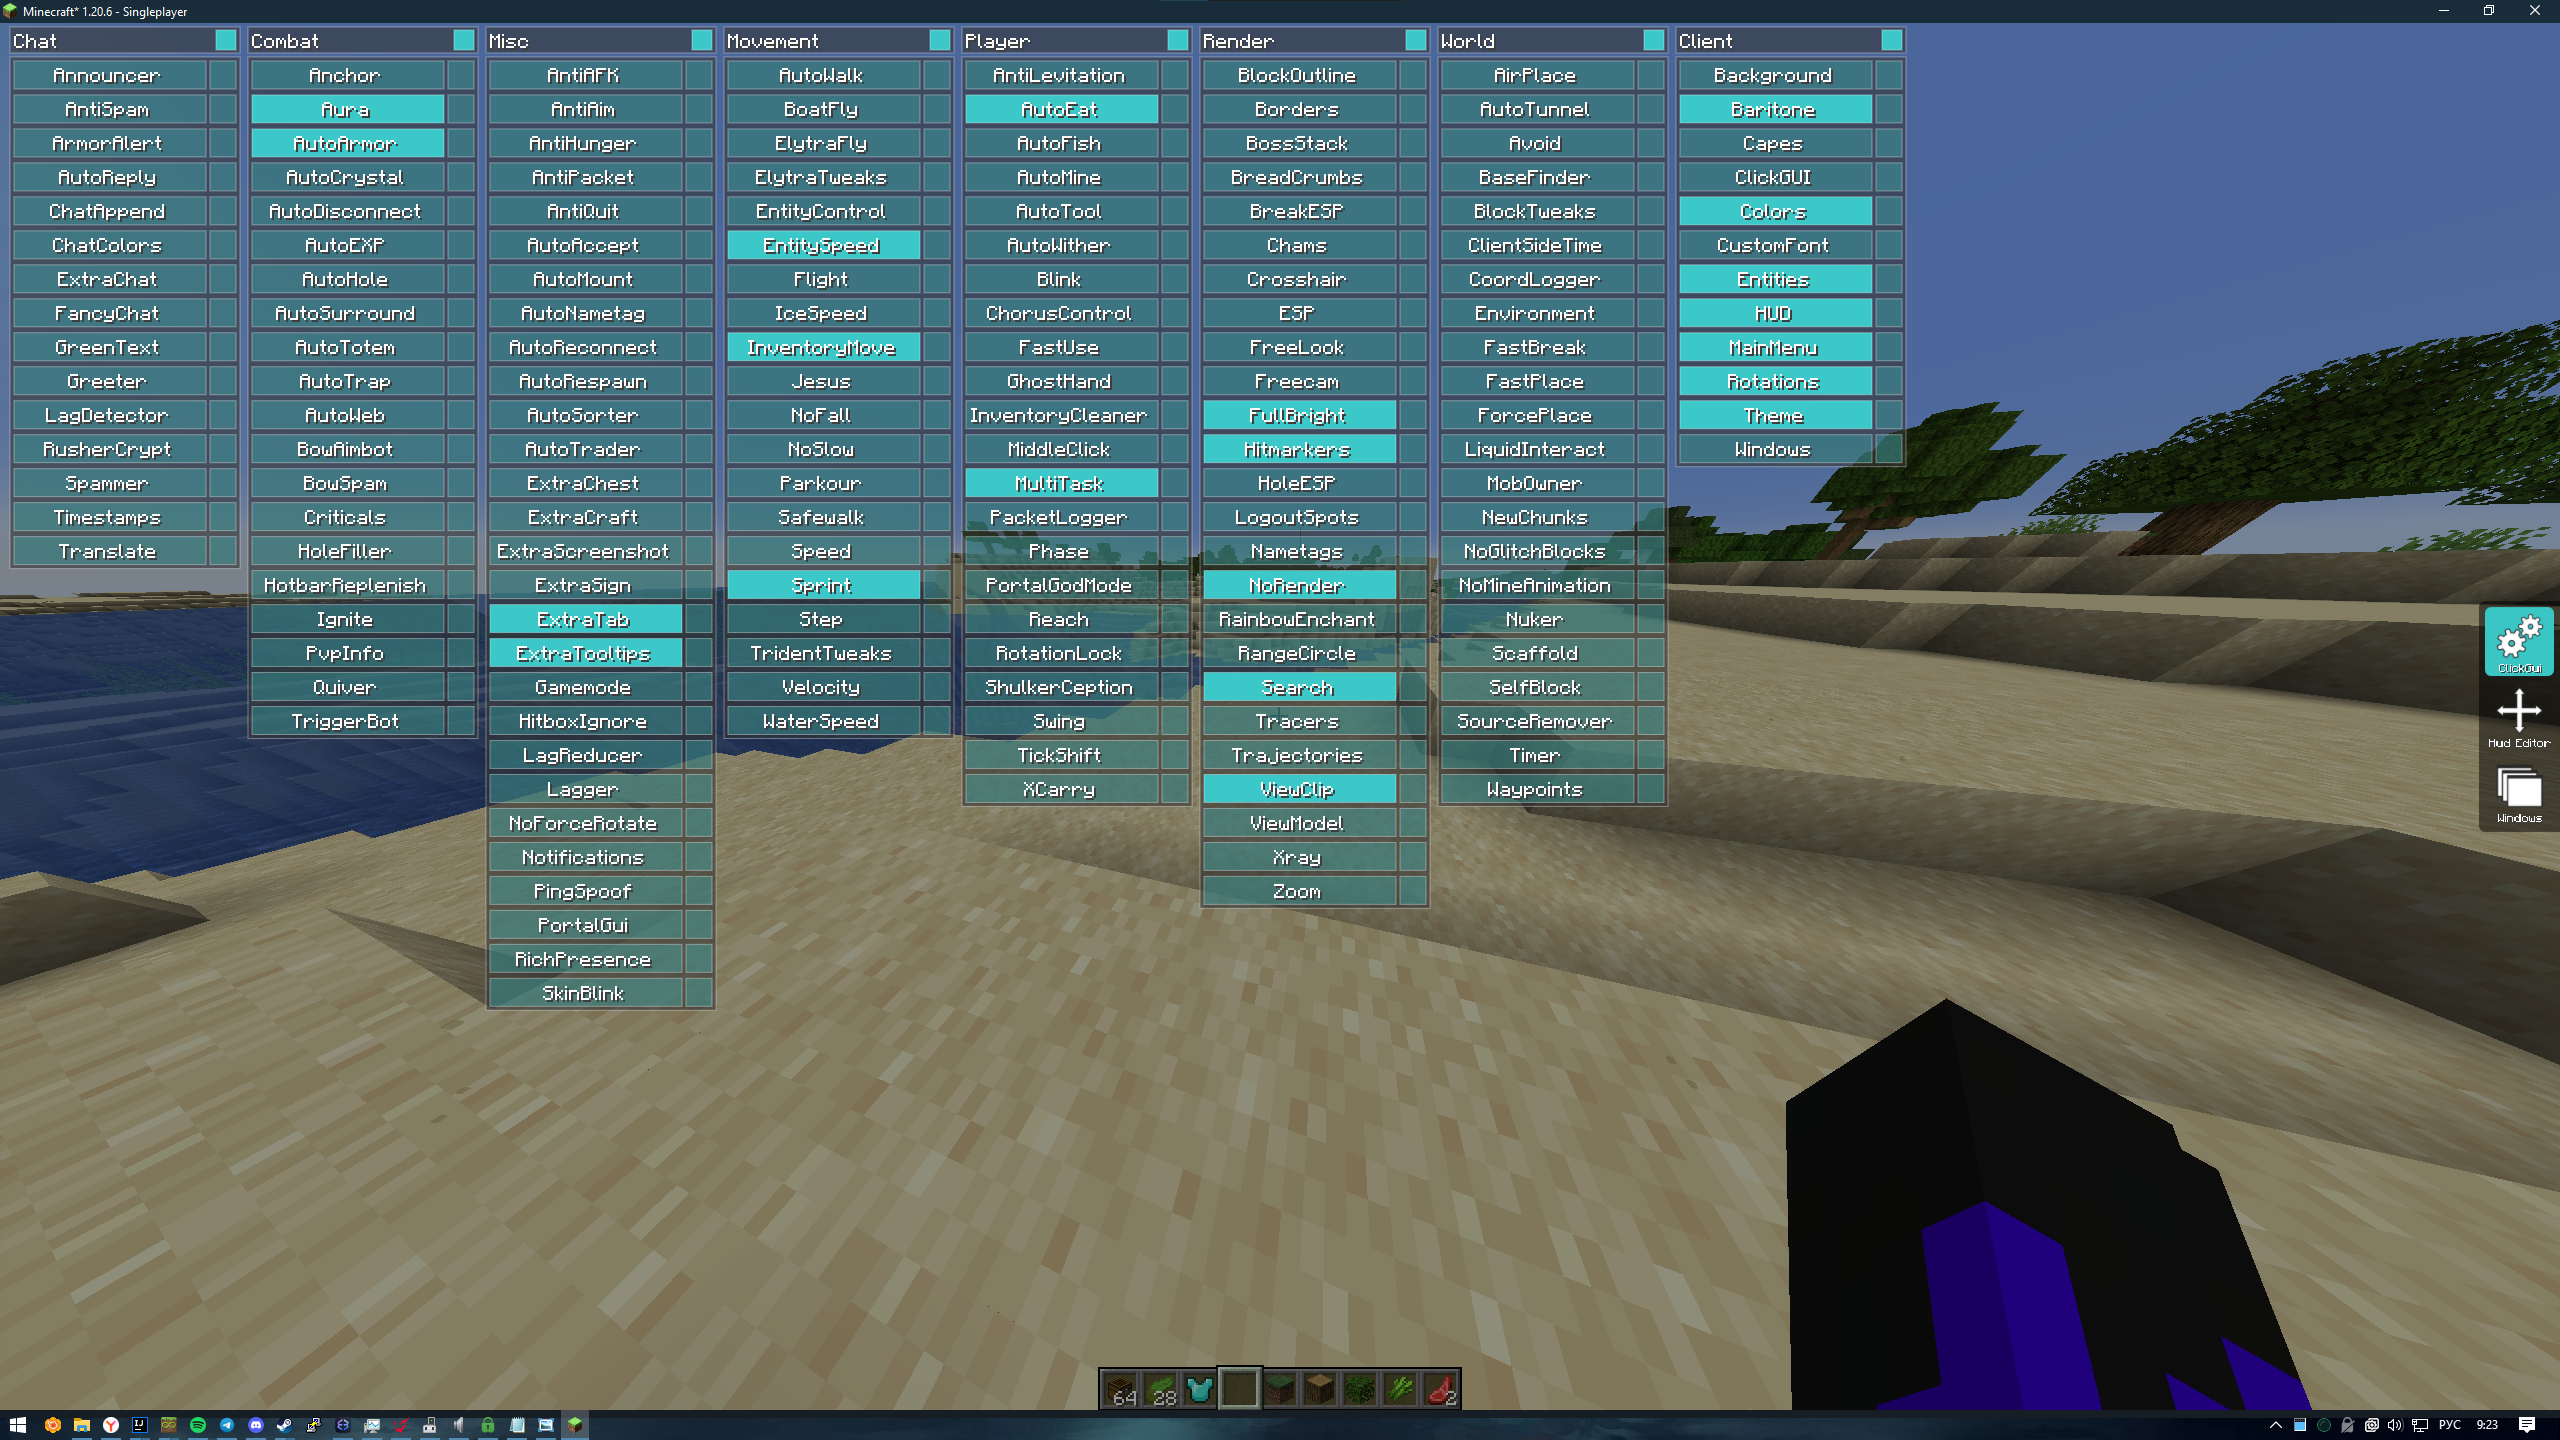 Minecraft* 1.20.6 - Singleplayer
Chat
Announcer
AntiSpam
ArmorAlert
AutoReply
ChatAppend
ChatColors
ExtraChat
FancyChat
GreenText
Greeter
LagDetector
RusherCrypt
Spammer
Timestamps
Translate
Combat
Anchor
Aura
AutoArmor
AutoCrystal
AutoDisconnect
AutoEXP
AutoHole
AutoSurround
AutoTotem
AutoTrap
AutoWeb
BowAimbot
BowSpam
Criticals
HoleFiller
HotbarReplenish
Ignite
PvpInfo
Quiver
TriggerBot
Misc
AntiAFK
AntiAim
AntiHunger
AntiPacket
AntiQuit
AutoAccept
AutoMount
AutoNametag
AutoReconnect
AutoRespawn
AutoSorter
AutoTrader
ExtraChest
ExtraCraft
ExtraScreenshot
ExtraSign
ExtraTab
ExtraTooltips
Gamemode
HitboxIgnore
LagReducer
Lagger
NoForceRotate
Notifications
PingSpoof
PortalGui
RichPresence
SkinBlink
Movement
AutoWalk
BoatFly
ElytraFly
ElytraTweaks
EntityControl
EntitySpeed
Flight
IceSpeed
InventoryMove
Jesus
NoFall
NoSlow
Parkour
Safewalk
Speed
Sprint
Step
TridentTweaks
Velocity
WaterSpeed
Player
AntiLevitation
AutoEat
AutoFish
AutoMine
AutoTool
AutoWither
Blink
ChorusControl
FastUse
GhostHand
InventoryCleaner
MiddleClick
MultiTask
PacketLogger
Phase
PortalGodMode
Reach
RotationLock
ShulkerCeption
Swing
TickShift
XCarry
Render
BlockOutline
Borders
BossStack
BreadCrumbs
BreakESP
Chams
Crosshair
ESP
FreeLook
Freecam
FullBright
Hitmarkers
HoleESP
LogoutSpots
Nametags
NoRender
RainbowEnchant
RangeCircle
Search
Tracers
Trajectories
ViewClip
ViewModel
Xray
Zoom
World
AirPlace
AutoTunnel
Avoid
BaseFinder
BlockTweaks
ClientSideTime
CoordLogger
Environment
FastBreak
FastPlace
ForcePlace
LiquidInteract
MobOwner
NewChunks
NoGlitchBlocks
NoMineAnimation
Nuker
Scaffold
SelfBlock
SourceRemover
Timer
Waypoints
Client
Background
Baritone
Capes
ClickGUI
Colors
CustomFont
Entities
HUD
MainMenu
Rotations
Theme
Windows
ClickGui
Hud Editor
Windows
64
28
2
РУС
9:23